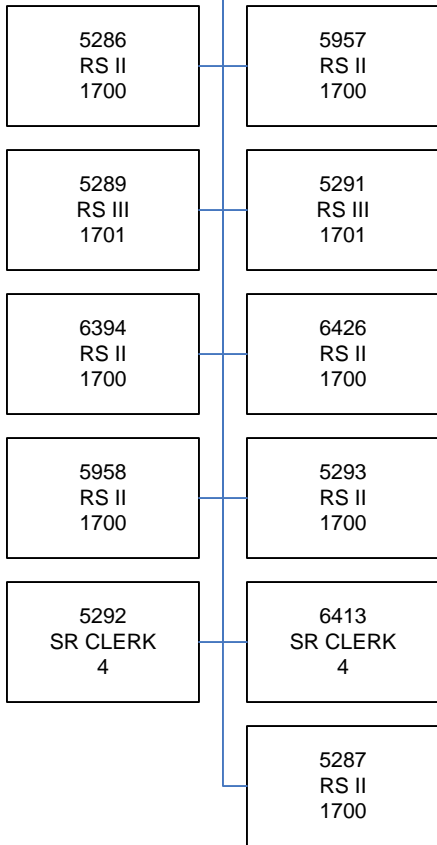 5286
RS II
1700
5957
RS II
1700
5289
RS III
1701
5291
RS III
1701
6394
RS II
1700
6426
RS II
1700
5958
RS II
1700
5293
RS II
1700
5292
SR CLERK
4
6413
SR CLERK
4
5287
RS II
1700